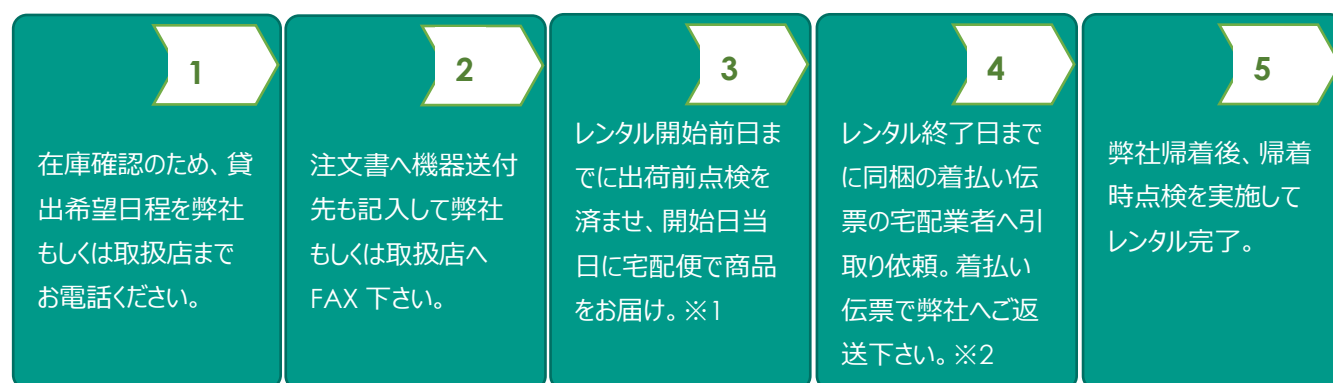 1
在庫確認のため、貸
出希望日程を弊社
もしくは取扱店まで
お電話ください。
2
注文書へ機器送付
先も記入して弊社
もしくは取扱店へ
FAX 下さい。
3
レンタル開始前日ま
でに出荷前点検を
済ませ、開始日当
日に宅配便で商品
をお届け。※1
4
レンタル終了日まで
に同梱の着払い伝
票の宅配業者へ引
取り依頼。着払い
伝票で弊社へご返
送下さい。※2
5
弊社帰着後、帰着
時点検を実施して
レンタル完了。